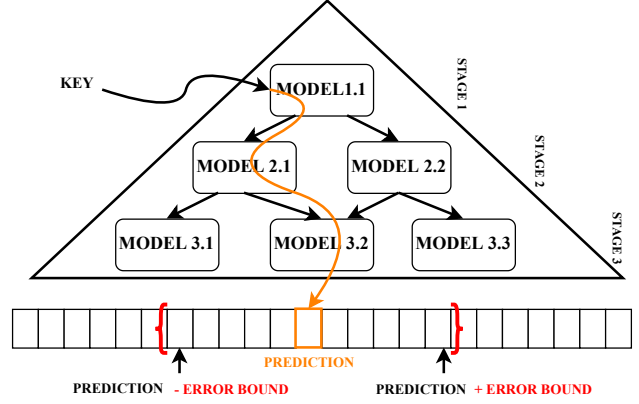 KEY
MODEL1.1
STAGE 1
MODEL 2.1
MODEL 2.2
STAGE 2
MODEL 3.1
MODEL 3.2
MODEL 3.3
STAGE 3
PREDICTION
PREDICTION - ERROR BOUND
PREDICTION + ERROR BOUND